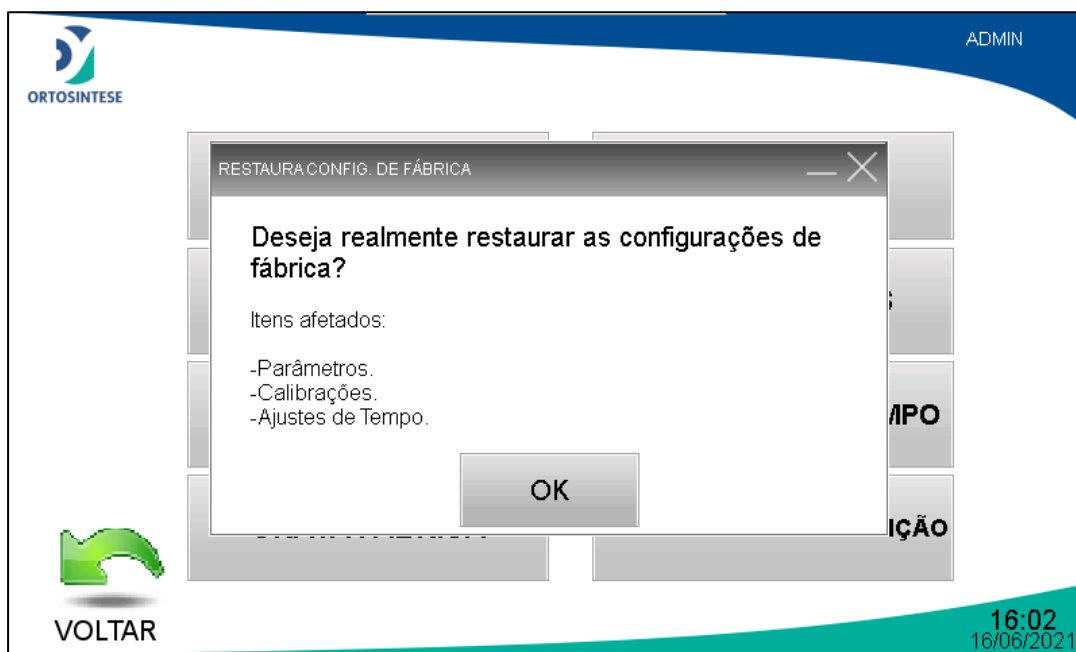 ADMIN
ORTOSINTESE
RESTAURA CONFIG. DE FÁBRICA
Deseja realmente restaurar as configurações de
fábrica?
Itens afetados:
-Parâmetros.
-Calibrações.
-Ajustes de Tempo.
OK
VOLTAR
16:02
16/06/2021